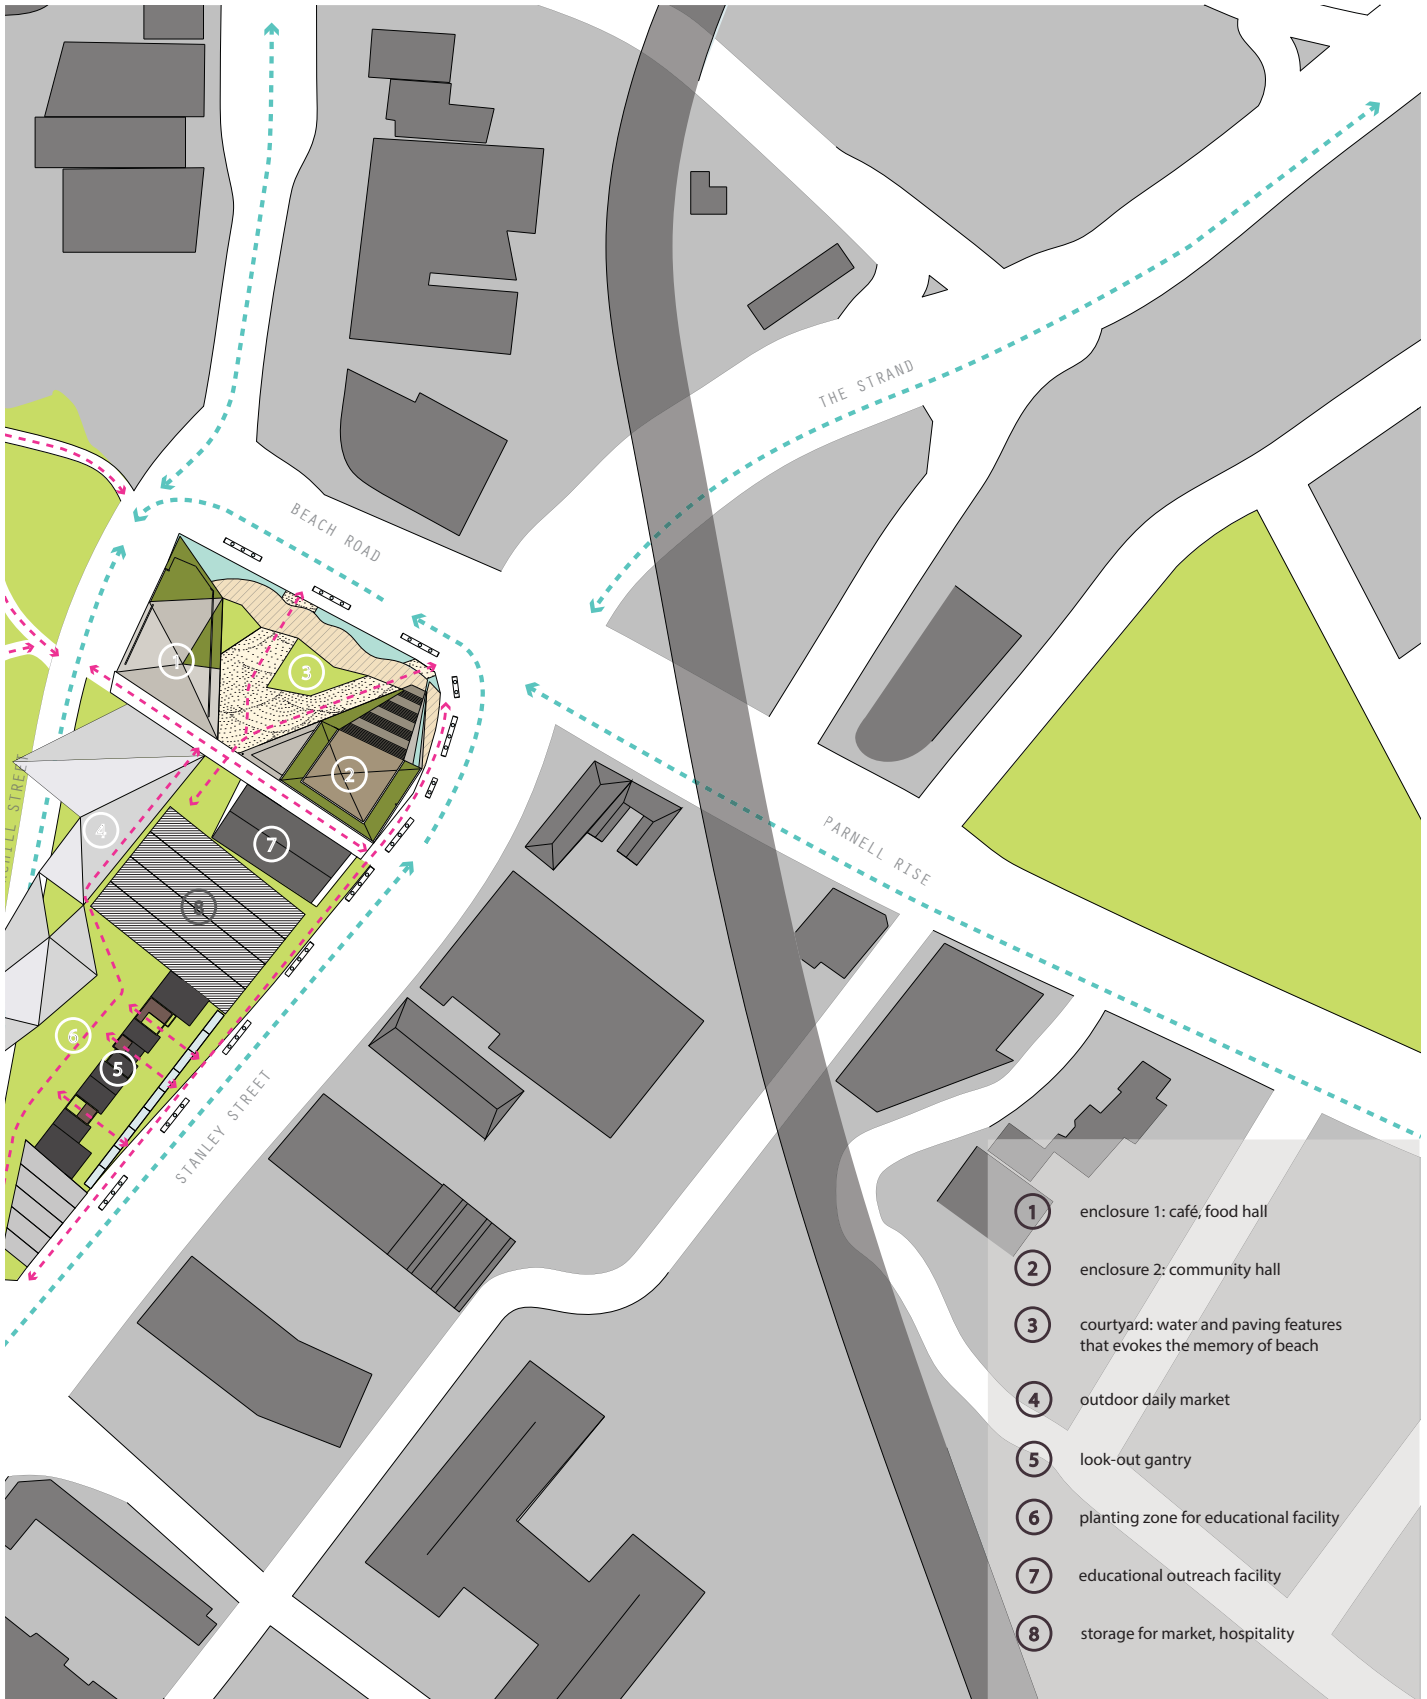 THE STRAND
BEACH ROAD
1
3
2
4
7
8
PARNELL RISE
6
5
STANLEY STREET
1 enclosure 1: café, food hall
2 enclosure 2: community hall
3 courtyard: water and paving features
that evokes the memory of beach
4 outdoor daily market
5 look-out gantry
6 planting zone for educational facility
7 educational outreach facility
8 storage for market, hospitality
STREET